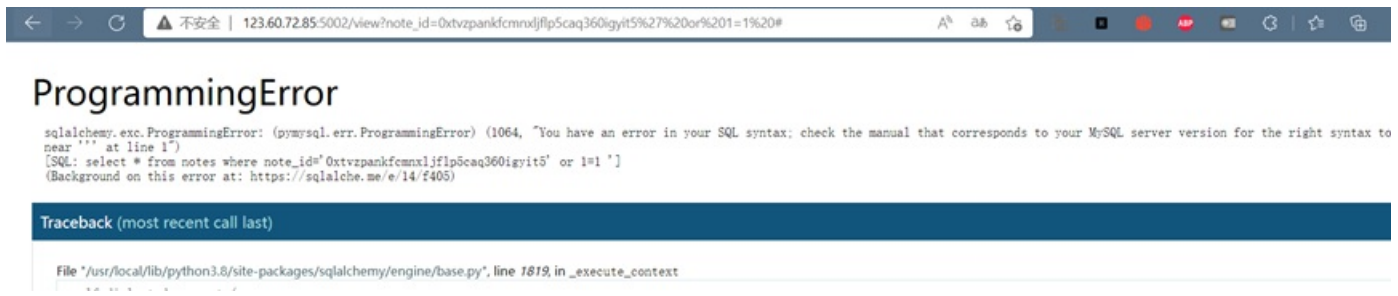 不安全 | 123.60.72.85:5002/view?note_id=0xtvzpankfcmnxljflp5caq360igyit5%27%20or%201=1%20#
ProgrammingError
sqlalchemy.exc.ProgrammingError: (pymysql.err.ProgrammingError) (1064, "You have an error in your SQL syntax; check the manual that corresponds to your MySQL server version for the right syntax to
near ''' at line 1")
[SQL: select * from notes where note_id='0xtvzpankfcmnxljflp5caq360igyit5' or 1=1 ']
(Background on this error at: https://sqlalche.me/e/14/f405)
Traceback (most recent call last)
File "/usr/local/lib/python3.8/site-packages/sqlalchemy/engine/base.py", line 1819, in _execute_context